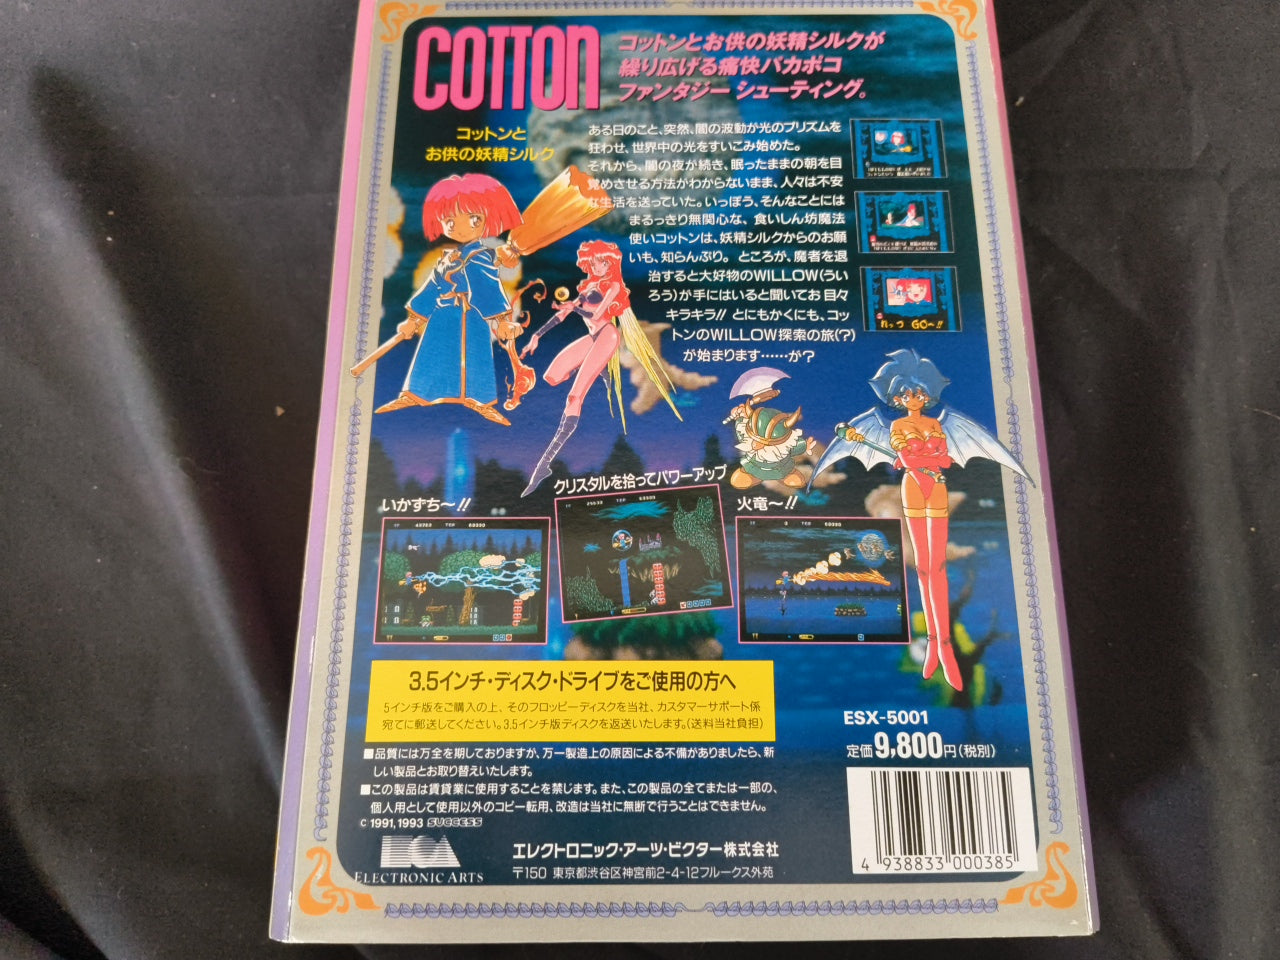 COTTON
コットンとお供の妖精シルクが
繰り広げる痛快バカポコ
ファンタジー シューティング。
コットンと
お供の妖精シルク
ある日のこと、突然、闇の波動が光のプリズムを
狂わせ、世界中の光をすいこみ始めた。
それから、闇の夜が続き、眠ったままの朝を目
覚めさせる方法がわからないまま、人々は不安
な生活を送っていた。いっぽう、そんなことには
まるっきり無関心な、食いしん坊魔法
使いコットンは、妖精シルクからのお願
いも、知らんぷり。ところが、魔者を退
治すると大好物のWILLOW(うい
ろう)が手にはいると聞いてお目々
キラキラ!! とにもかくにも、コッ
トンのWILLOW探索の旅(?)
が始まります……か?
れっつ GO〜!!
いかずち〜!!
クリスタルを拾ってパワーアップ
火竜〜!!
3.5インチ・ディスク・ドライブをご使用の方へ
5インチ版をご購入の上、そのフロッピーディスクを当社、カスタマーサポート係
宛てに郵送してください。3.5インチ版ディスクを返送いたします。(送料当社負担)
■品質には万全を期しておりますが、万一製造上の原因による不備がありましたら、新
しい製品とお取り替えいたします。
■この製品は賃貸業に使用することを禁じます。また、この製品の全てまたは一部の、
個人用として使用以外のコピー転用、改造は当社に無断で行うことはできません。
© 1991,1993 SUCCESS
ESX-5001
定価9,800円(税別)
4 938833 000385
ELECTRONIC ARTS
エレクトロニック・アーツ・ビクター株式会社
〒150 東京都渋谷区神宮前2-4-12フルークス外苑